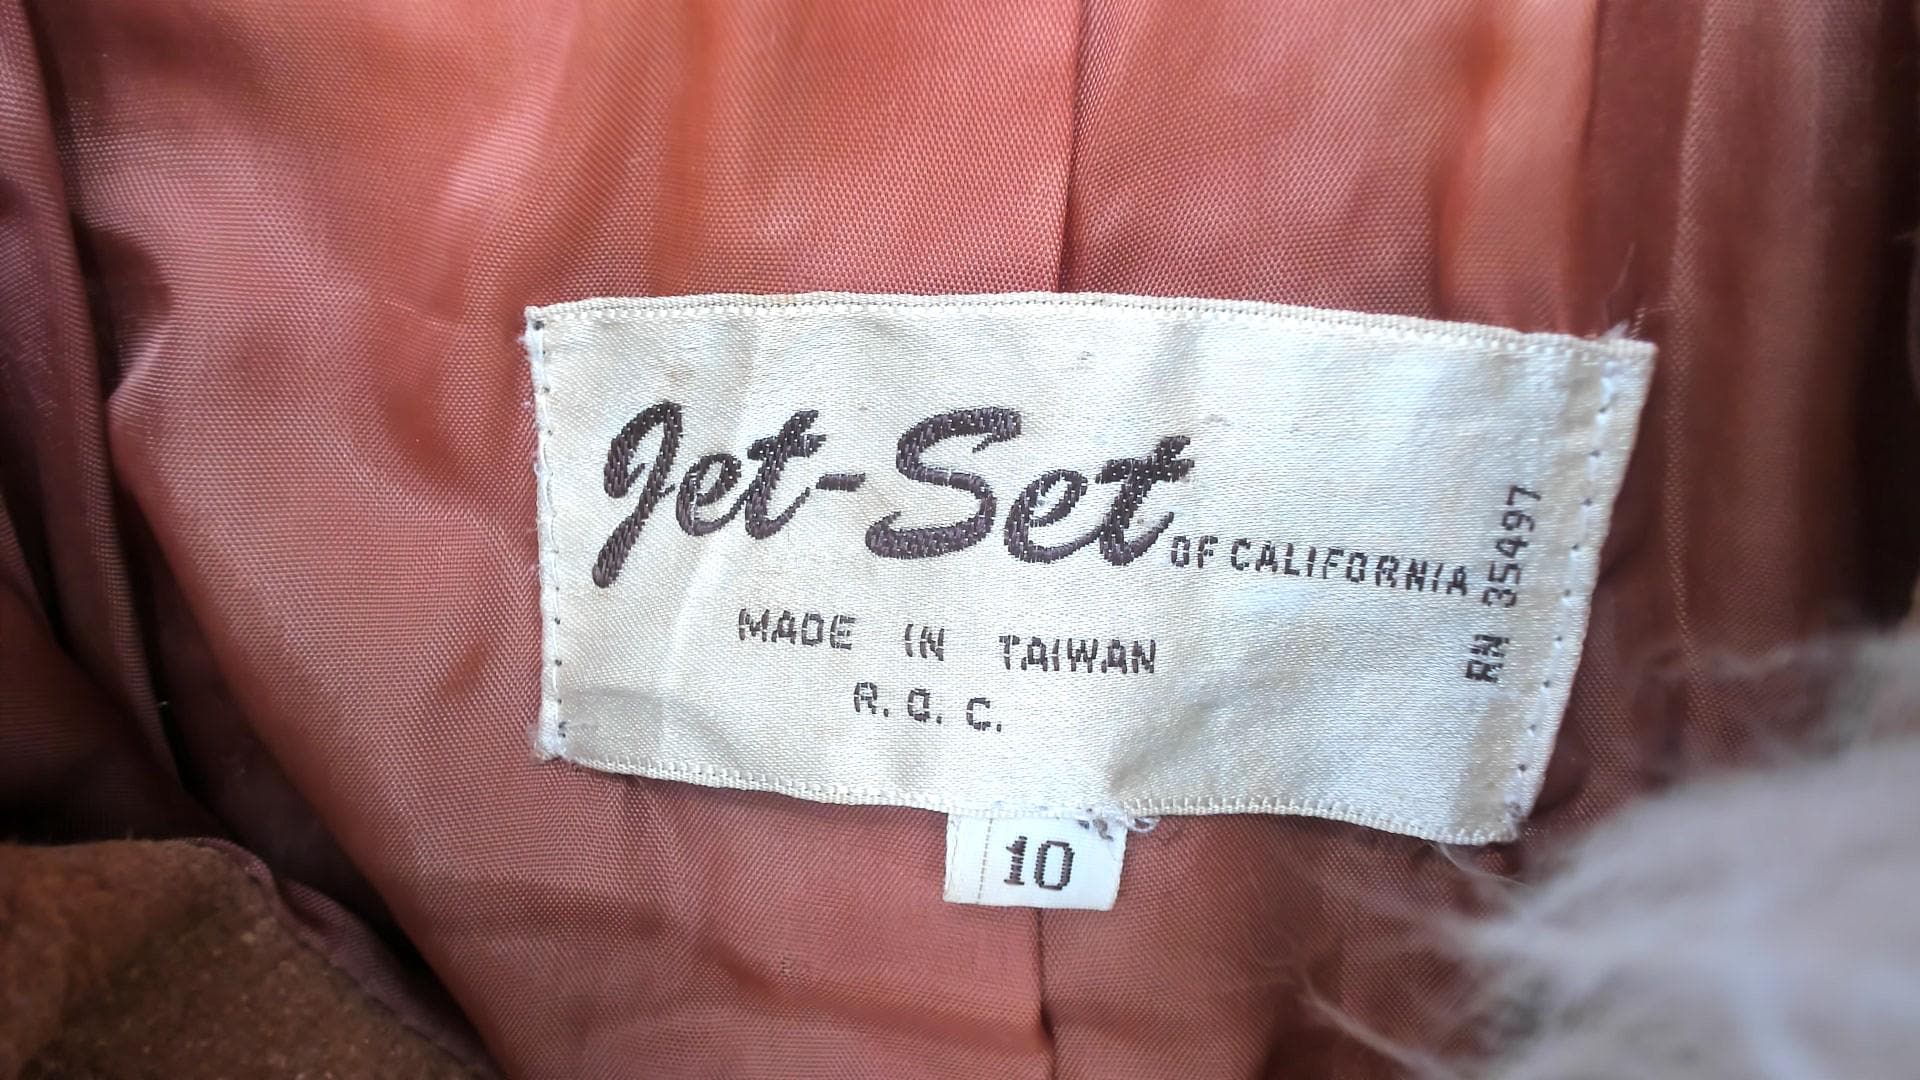 Jet-Set OF CALIFORNIA
MADE IN TAIWAN
R.O.C.
RN 35497
10